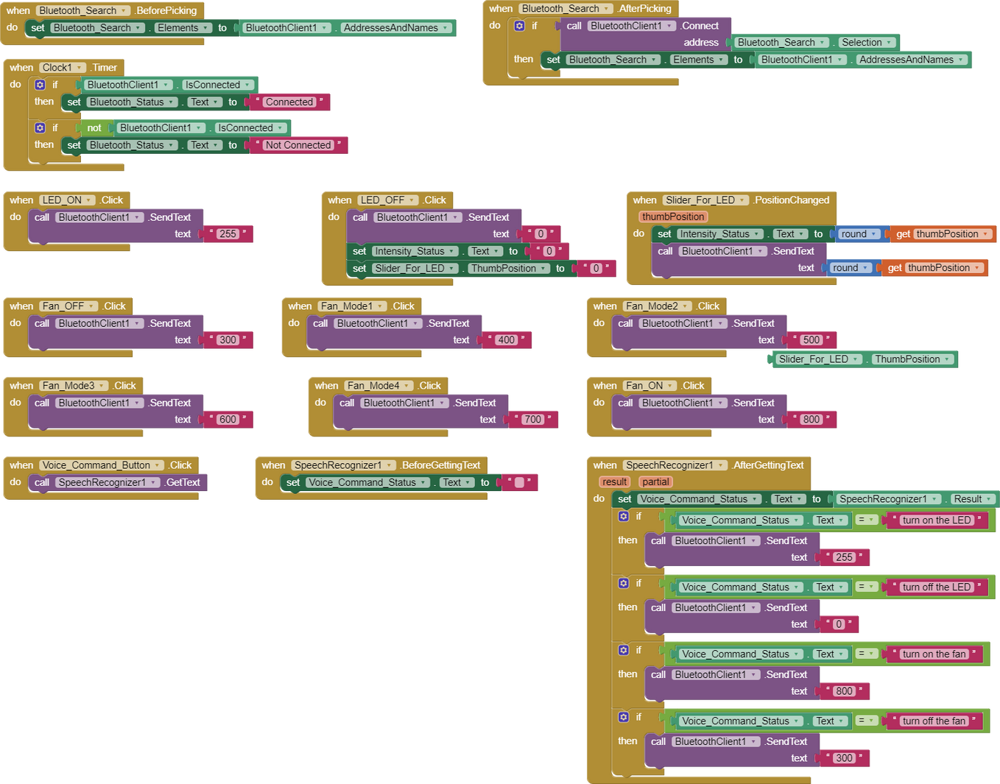 when Bluetooth_Search .BeforePicking
do set Bluetooth_Search . Elements to BluetoothClient1 . AddressesAndNames
when Bluetooth_Search .AfterPicking
do if call BluetoothClient1 .Connect
address Bluetooth_Search . Selection
then set Bluetooth_Search . Elements to BluetoothClient1 . AddressesAndNames
when Clock1 .Timer
do if BluetoothClient1 . IsConnected
then set Bluetooth_Status . Text to “ Connected ”
if not BluetoothClient1 . IsConnected
then set Bluetooth_Status . Text to “ Not Connected ”
when LED_ON .Click
do call BluetoothClient1 .SendText
text “ 255 ”
when LED_OFF .Click
do call BluetoothClient1 .SendText
text “ 0 ”
set Intensity_Status . Text to “ 0 ”
set Slider_For_LED . ThumbPosition to “ 0 ”
when Slider_For_LED .PositionChanged
thumbPosition
do set Intensity_Status . Text to round get thumbPosition
call BluetoothClient1 .SendText
text round get thumbPosition
when Fan_OFF .Click
do call BluetoothClient1 .SendText
text “ 300 ”
when Fan_Mode1 .Click
do call BluetoothClient1 .SendText
text “ 400 ”
when Fan_Mode2 .Click
do call BluetoothClient1 .SendText
text “ 500 ”
Slider_For_LED . ThumbPosition
when Fan_Mode3 .Click
do call BluetoothClient1 .SendText
text “ 600 ”
when Fan_Mode4 .Click
do call BluetoothClient1 .SendText
text “ 700 ”
when Fan_ON .Click
do call BluetoothClient1 .SendText
text “ 800 ”
when Voice_Command_Button .Click
do call SpeechRecognizer1 .GetText
when SpeechRecognizer1 .BeforeGettingText
do set Voice_Command_Status . Text to “ ”
when SpeechRecognizer1 .AfterGettingText
result partial
do set Voice_Command_Status . Text to SpeechRecognizer1 . Result
if Voice_Command_Status . Text = “ turn on the LED ”
then call BluetoothClient1 .SendText
text “ 255 ”
if Voice_Command_Status . Text = “ turn off the LED ”
then call BluetoothClient1 .SendText
text “ 0 ”
if Voice_Command_Status . Text = “ turn on the fan ”
then call BluetoothClient1 .SendText
text “ 800 ”
if Voice_Command_Status . Text = “ turn off the fan ”
then call BluetoothClient1 .SendText
text “ 300 ”